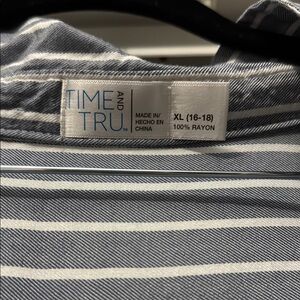 TIME AND
TRU
MADE IN/
HECHO EN
CHINA
XL (16-18)
100% RAYON